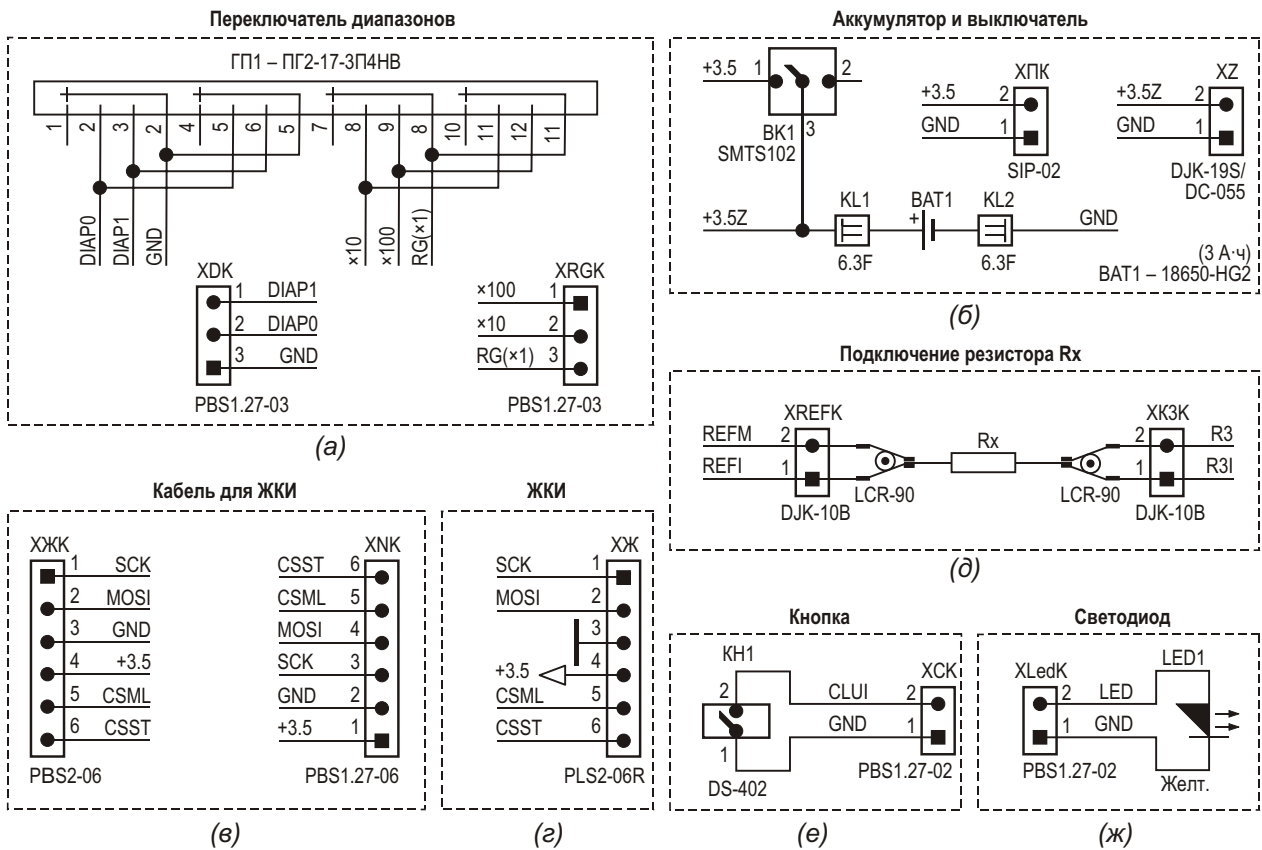 Переключатель диапазонов
ГП1 – ПГ2-17-3П4НВ
1 2 3 2 4 5 6 5 7 8 9 8 10 11 12 11
DIAP0 DIAP1 GND ×10 ×100 RG(×1)
XDK
1 DIAP1
2 DIAP0
3 GND
PBS1.27-03
XRGK
×100 1
×10 2
RG(×1) 3
PBS1.27-03
(а)
Аккумулятор и выключатель
+3.5 1 2
3
ВК1
SMTS102
ХПК
+3.5 2
GND 1
SIP-02
XZ
+3.5Z 2
GND 1
DJK-19S/
DC-055
+3.5Z KL1 BAT1 KL2 GND
+
6.3F 6.3F
(3 А·ч)
BAT1 – 18650-HG2
(б)
Подключение резистора Rx
XREFK
REFM 2
REFI 1
DJK-10B
LCR-90
Rx
LCR-90
ХК3К
2 R3
1 R3I
DJK-10B
(д)
Кабель для ЖКИ
ХЖК
1 SCK
2 MOSI
3 GND
4 +3.5
5 CSML
6 CSST
PBS2-06
XNK
CSST 6
CSML 5
MOSI 4
SCK 3
GND 2
+3.5 1
PBS1.27-06
(в)
ЖКИ
ХЖ
SCK 1
MOSI 2
3
+3.5 4
CSML 5
CSST 6
PLS2-06R
(г)
Кнопка
КН1
2
1
DS-402
XCK
CLUI 2
GND 1
PBS1.27-02
(е)
Светодиод
XLedK
2 LED
1 GND
PBS1.27-02
LED1
Желт.
(ж)